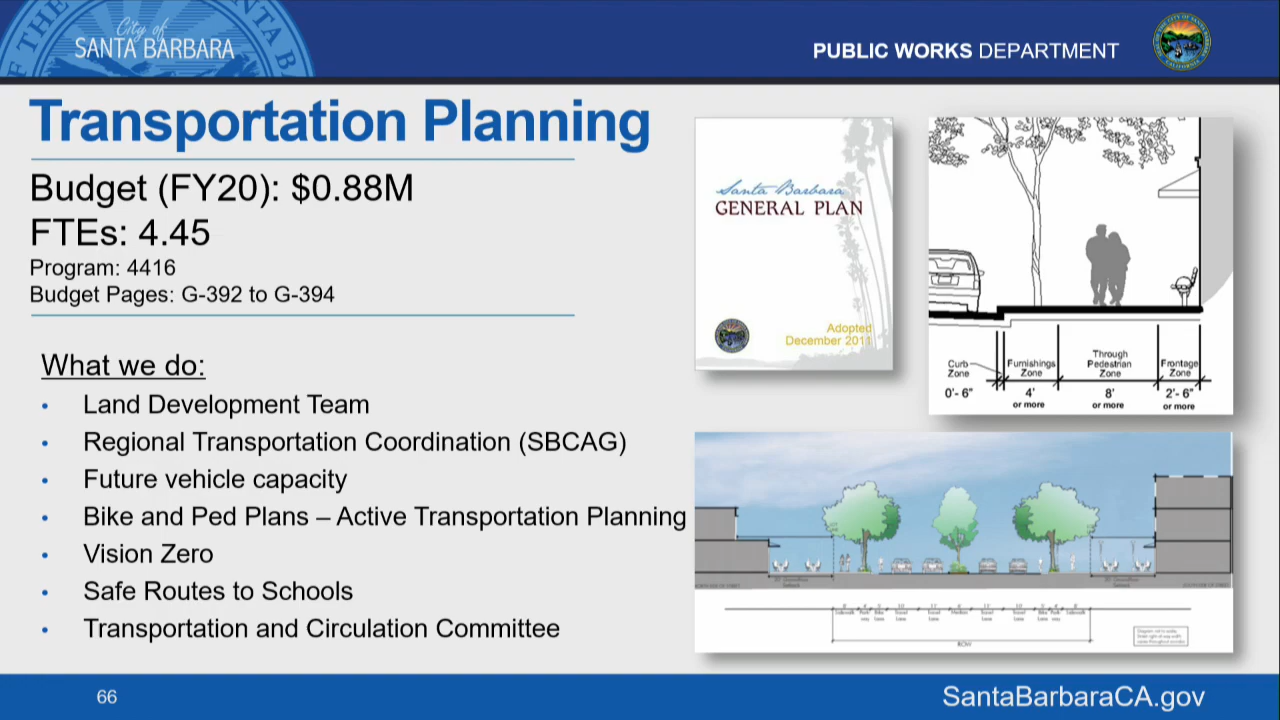 City of
SANTA BARBARA
PUBLIC WORKS DEPARTMENT
Transportation Planning
Budget (FY20): $0.88M
FTEs: 4.45
Program: 4416
Budget Pages: G-392 to G-394
What we do:
• Land Development Team
• Regional Transportation Coordination (SBCAG)
• Future vehicle capacity
• Bike and Ped Plans – Active Transportation Planning
• Vision Zero
• Safe Routes to Schools
• Transportation and Circulation Committee
Santa Barbara
GENERAL PLAN
Adopted
December 2011
Curb Zone
Furnishings Zone
Through Pedestrian Zone
Frontage Zone
0'- 6" 4' 8' 2'- 6"
or more or more or more
ROW
66
SantaBarbaraCA.gov